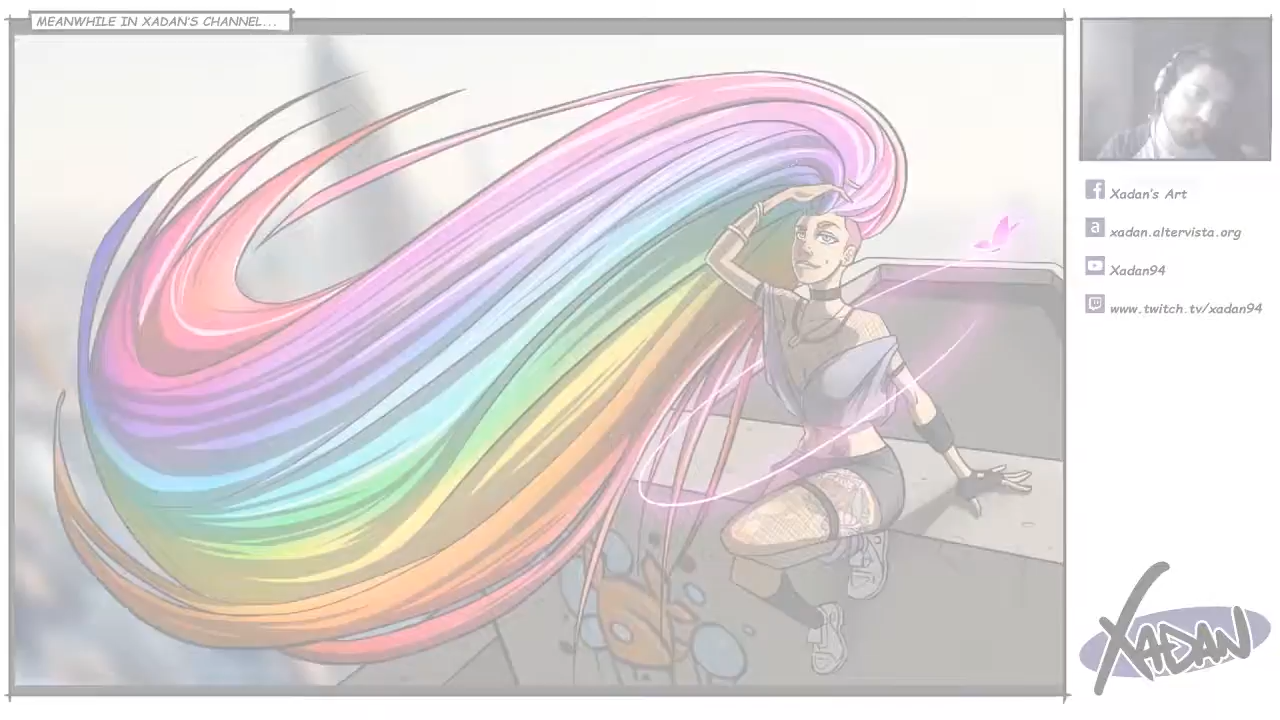 MEANWHILE IN XADAN'S CHANNEL...
Xadan's Art
xadan.altervista.org
Xadan94
www.twitch.tv/xadan94
XADAN